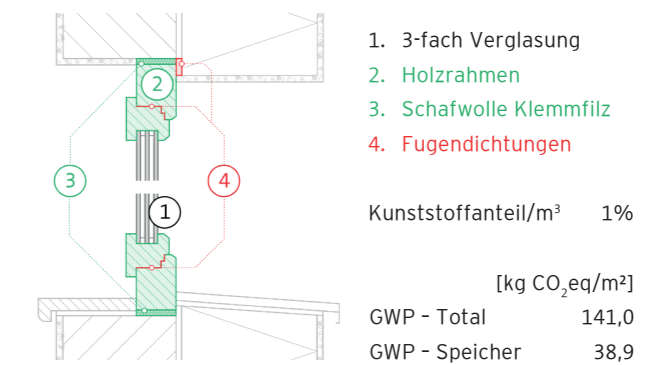 1. 3-fach Verglasung
2. Holzrahmen
3. Schafwolle Klemmfilz
4. Fugendichtungen
Kunststoffanteil/m³ 1%
[kg CO₂eq/m²]
GWP – Total 141,0
GWP – Speicher 38,9
2
3
4
1